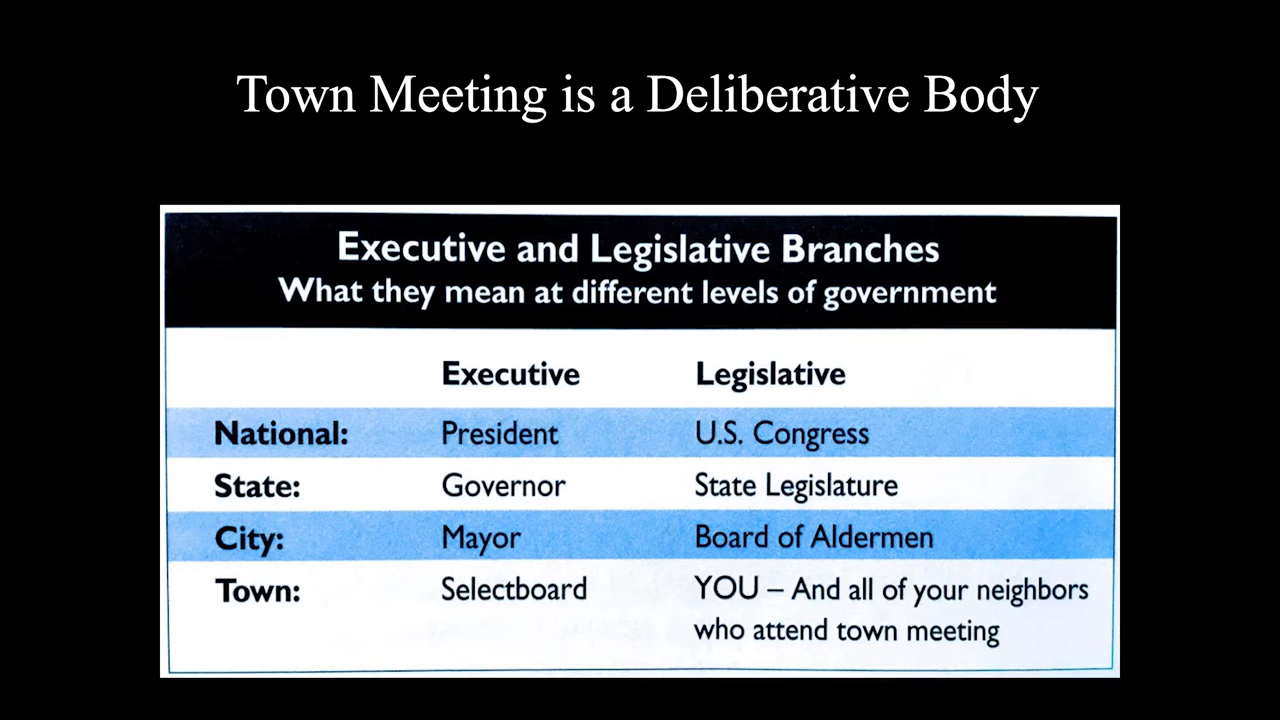 Town Meeting is a Deliberative Body
Executive and Legislative Branches
What they mean at different levels of government
Executive Legislative
National: President U.S. Congress
State: Governor State Legislature
City: Mayor Board of Aldermen
Town: Selectboard YOU – And all of your neighbors
who attend town meeting